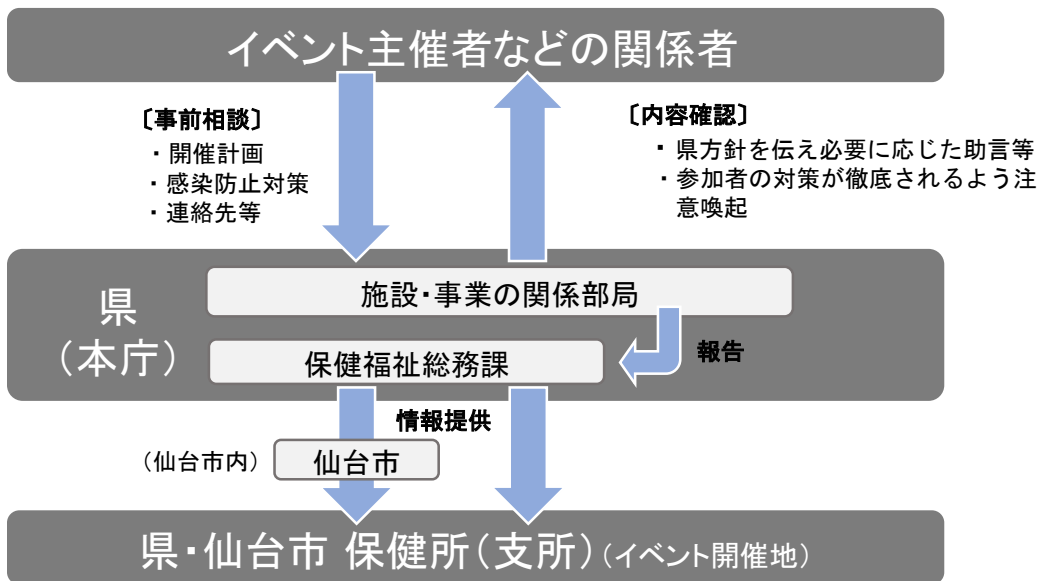 イベント主催者などの関係者
〔事前相談〕
・開催計画
・感染防止対策
・連絡先等
〔内容確認〕
・県方針を伝え必要に応じた助言等
・参加者の対策が徹底されるよう注
意喚起
県
（本庁）
施設・事業の関係部局
報告
保健福祉総務課
情報提供
（仙台市内）
仙台市
県・仙台市 保健所（支所）（イベント開催地）